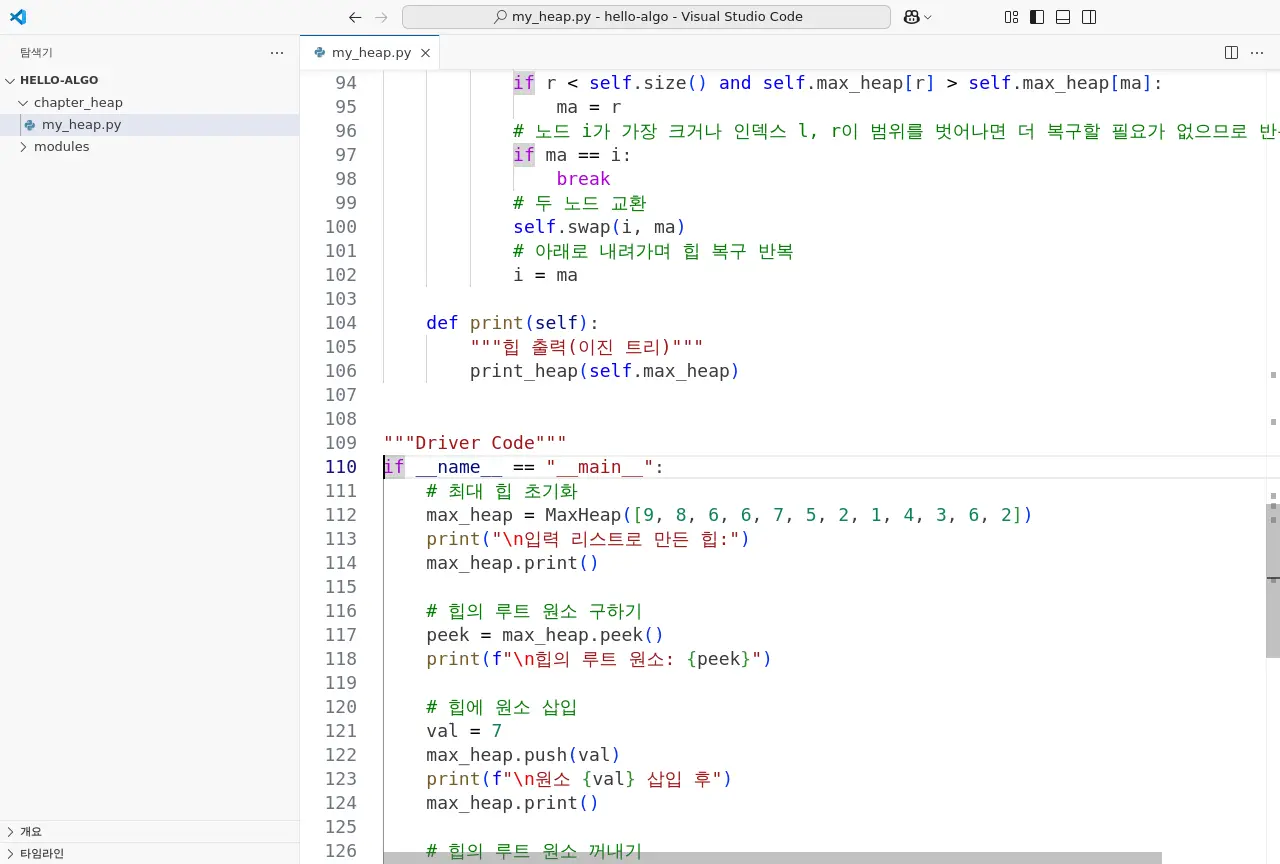 my_heap.py - hello-algo - Visual Studio Code
탐색기
HELLO-ALGO
chapter_heap
my_heap.py
modules
개요
타임라인
my_heap.py
94 if r < self.size() and self.max_heap[r] > self.max_heap[ma]:
95 ma = r
96 # 노드 i가 가장 크거나 인덱스 l, r이 범위를 벗어나면 더 복구할 필요가 없으므로
97 if ma == i:
98 break
99 # 두 노드 교환
100 self.swap(i, ma)
101 # 아래로 내려가며 힙 복구 반복
102 i = ma
103
104 def print(self):
105 """힙 출력(이진 트리)"""
106 print_heap(self.max_heap)
107
108
109 """Driver Code"""
110 if __name__ == "__main__":
111 # 최대 힙 초기화
112 max_heap = MaxHeap([9, 8, 6, 6, 7, 5, 2, 1, 4, 3, 6, 2])
113 print("\n입력 리스트로 만든 힙:")
114 max_heap.print()
115
116 # 힙의 루트 원소 구하기
117 peek = max_heap.peek()
118 print(f"\n힙의 루트 원소: {peek}")
119
120 # 힙에 원소 삽입
121 val = 7
122 max_heap.push(val)
123 print(f"\n원소 {val} 삽입 후")
124 max_heap.print()
125
126 # 힙의 루트 원소 꺼내기